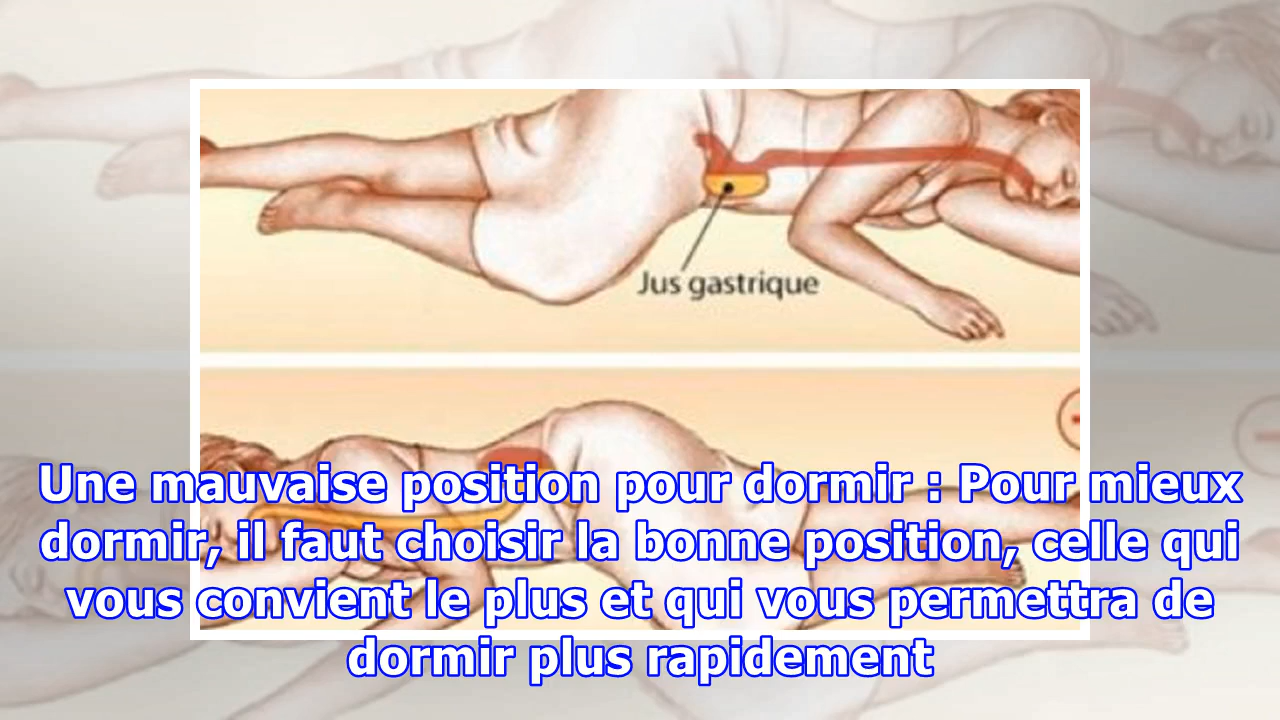 Jus gastrique
Une mauvaise position pour dormir : Pour mieux
dormir, il faut choisir la bonne position, celle qui
vous convient le plus et qui vous permettra de
dormir plus rapidement